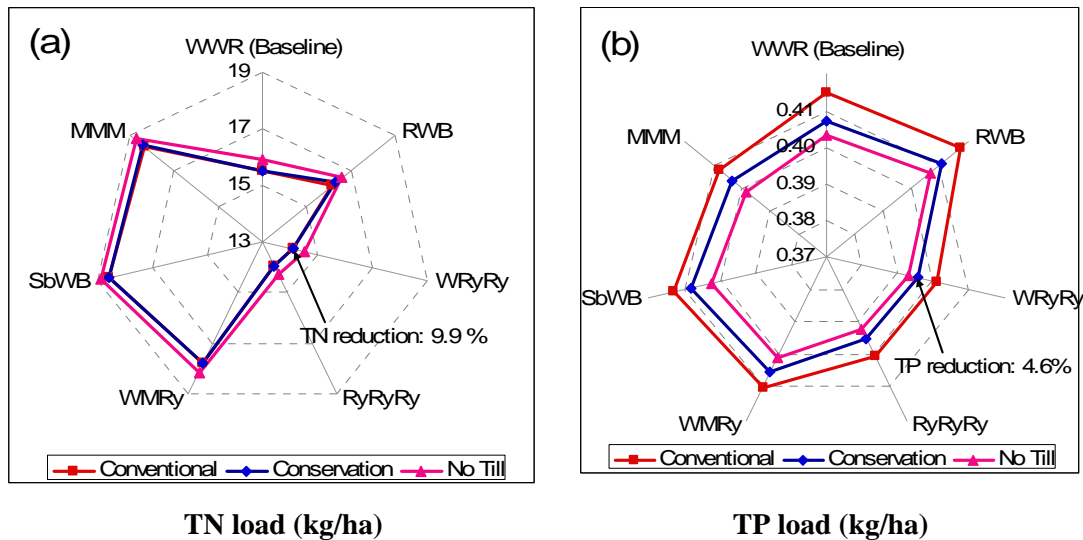 (a)
WWR (Baseline)
19
17
15
13
RWB
WRyRy
RyRyRy
WMRy
SbWB
MMM
TN reduction: 9.9 %
Conventional Conservation No Till
TN load (kg/ha)
(b)
WWR (Baseline)
0.41
0.40
0.39
0.38
0.37
RWB
WRyRy
RyRyRy
WMRy
SbWB
MMM
TP reduction: 4.6%
Conventional Conservation No Till
TP load (kg/ha)